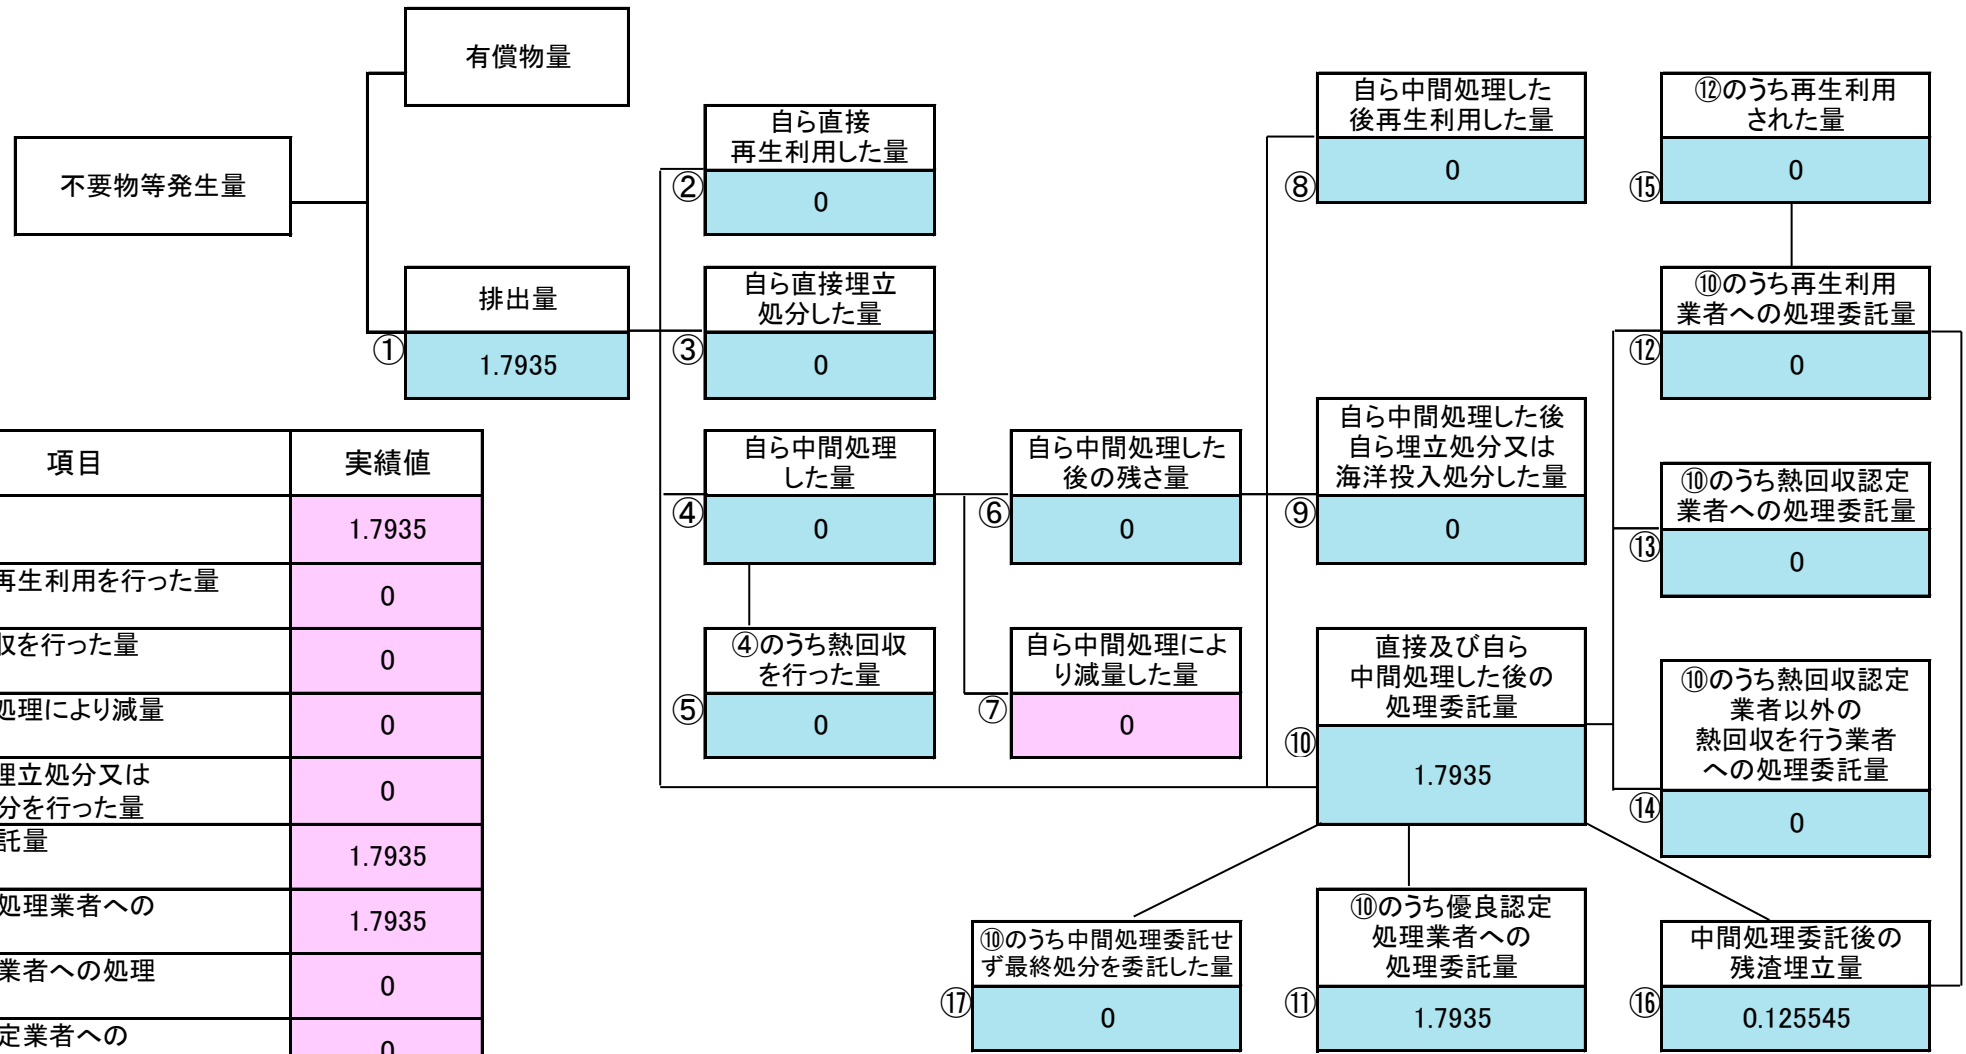 有償物量
不要物等発生量
排出量
①
1.7935
自ら直接
再生利用した量
②
0
自ら直接埋立
処分した量
③
0
自ら中間処理
した量
④
0
④のうち熱回収
を行った量
⑤
0
自ら中間処理した
後の残さ量
⑥
0
自ら中間処理によ
り減量した量
⑦
0
自ら中間処理した
後再生利用した量
⑧
0
自ら中間処理した後
自ら埋立処分又は
海洋投入処分した量
⑨
0
直接及び自ら
中間処理した後の
処理委託量
⑩
1.7935
⑫のうち再生利用
された量
⑮
0
⑩のうち再生利用
業者への処理委託量
⑫
0
⑩のうち熱回収認定
業者への処理委託量
⑬
0
⑩のうち熱回収認定
業者以外の
熱回収を行う業者
への処理委託量
⑭
0
⑩のうち中間処理委託せ
ず最終処分を委託した量
⑰
0
⑩のうち優良認定
処理業者への
処理委託量
⑪
1.7935
中間処理委託後の
残渣埋立量
⑯
0.125545
項目 実績値
1.7935
再生利用を行った量 0
収を行った量 0
処理により減量 0
埋立処分又は
分を行った量 0
託量 1.7935
処理業者への 1.7935
業者への処理 0
定業者への 0